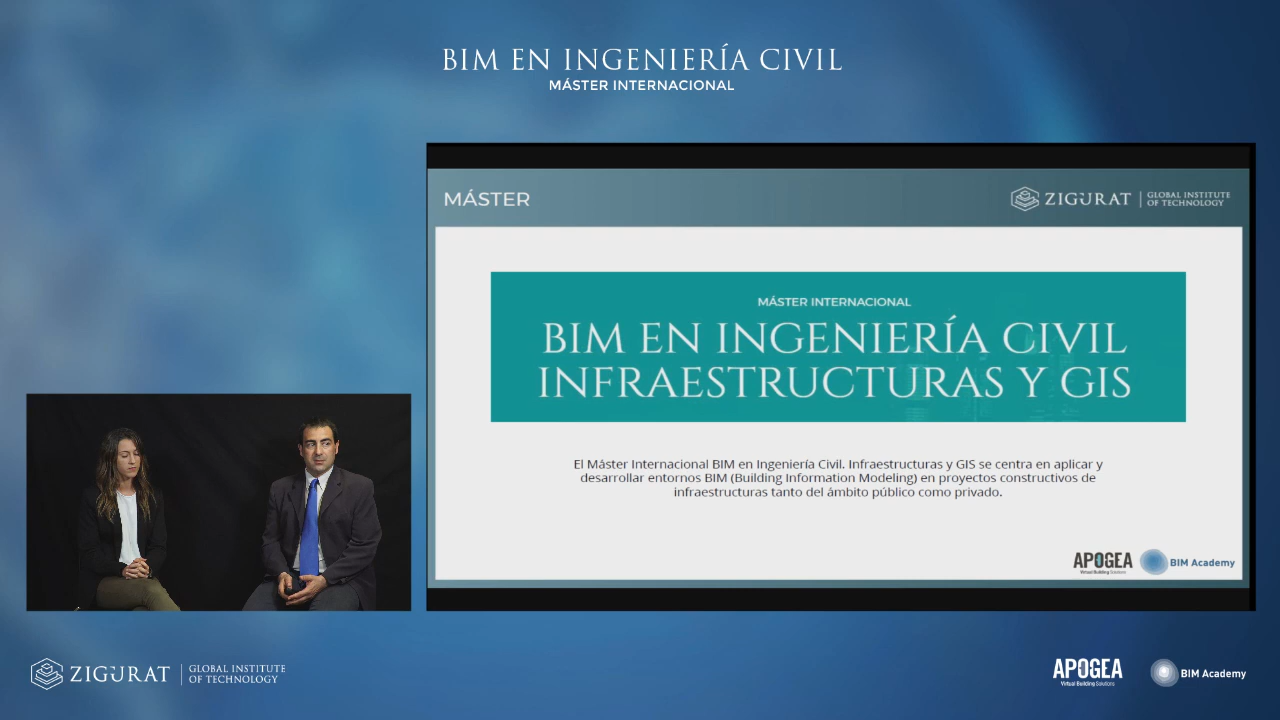 BIM EN INGENIERÍA CIVIL
MÁSTER INTERNACIONAL
MÁSTER
ZIGURAT
GLOBAL INSTITUTE
OF TECHNOLOGY
MÁSTER INTERNACIONAL
BIM EN INGENIERÍA CIVIL
INFRAESTRUCTURAS Y GIS
El Máster Internacional BIM en Ingeniería Civil. Infraestructuras y GIS se centra en aplicar y
desarrollar entornos BIM (Building Information Modeling) en proyectos constructivos de
infraestructuras tanto del ámbito público como privado.
APOGEA
Virtual Building Solutions
BIM Academy
ZIGURAT
GLOBAL INSTITUTE
OF TECHNOLOGY
APOGEA
Virtual Building Solutions
BIM Academy